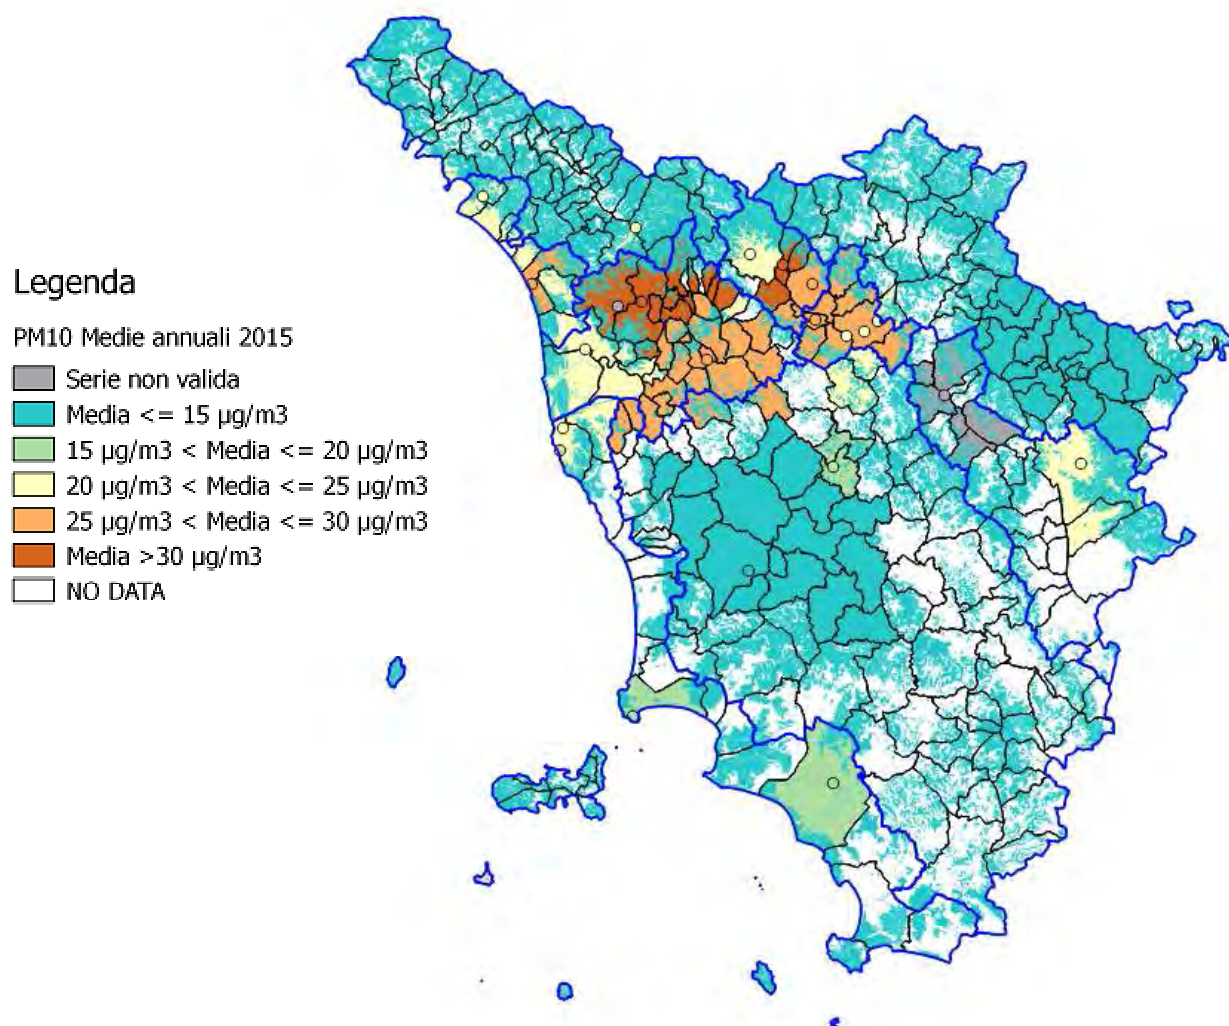 Legenda
PM10 Medie annuali 2015
Serie non valida
Media <= 15 µg/m3
15 µg/m3 < Media <= 20 µg/m3
20 µg/m3 < Media <= 25 µg/m3
25 µg/m3 < Media <= 30 µg/m3
Media >30 µg/m3
NO DATA